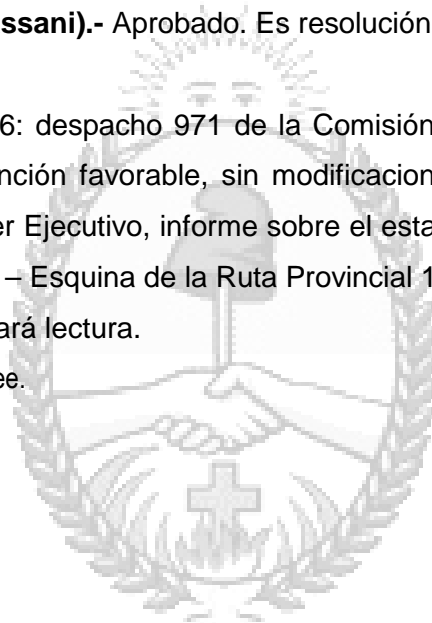 ssani).- Aprobado. Es resolución
6: despacho 971 de la Comisión
nción favorable, sin modificacion
er Ejecutivo, informe sobre el esta
– Esquina de la Ruta Provincial 1
ará lectura.
ee.